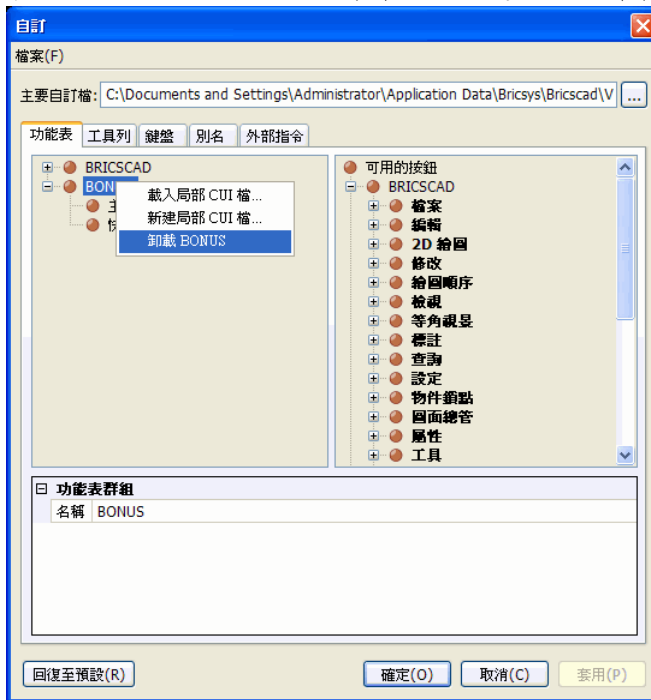 自訂
檔案(F)
主要自訂檔: C:\Documents and Settings\Administrator\Application Data\Bricsys\Bricscad\V ...
功能表 工具列 鍵盤 別名 外部指令
BRICSCAD
BON
載入局部 CUI 檔...
新建局部 CUI 檔...
卸載 BONUS
可用的按鈕
BRICSCAD
檔案
編輯
2D 繪圖
修改
繪圖順序
檢視
等角視景
標註
查詢
設定
物件鎖點
圖面總管
屬性
工具
功能表群組
名稱 BONUS
回復至預設(R) 確定(O) 取消(C) 套用(P)